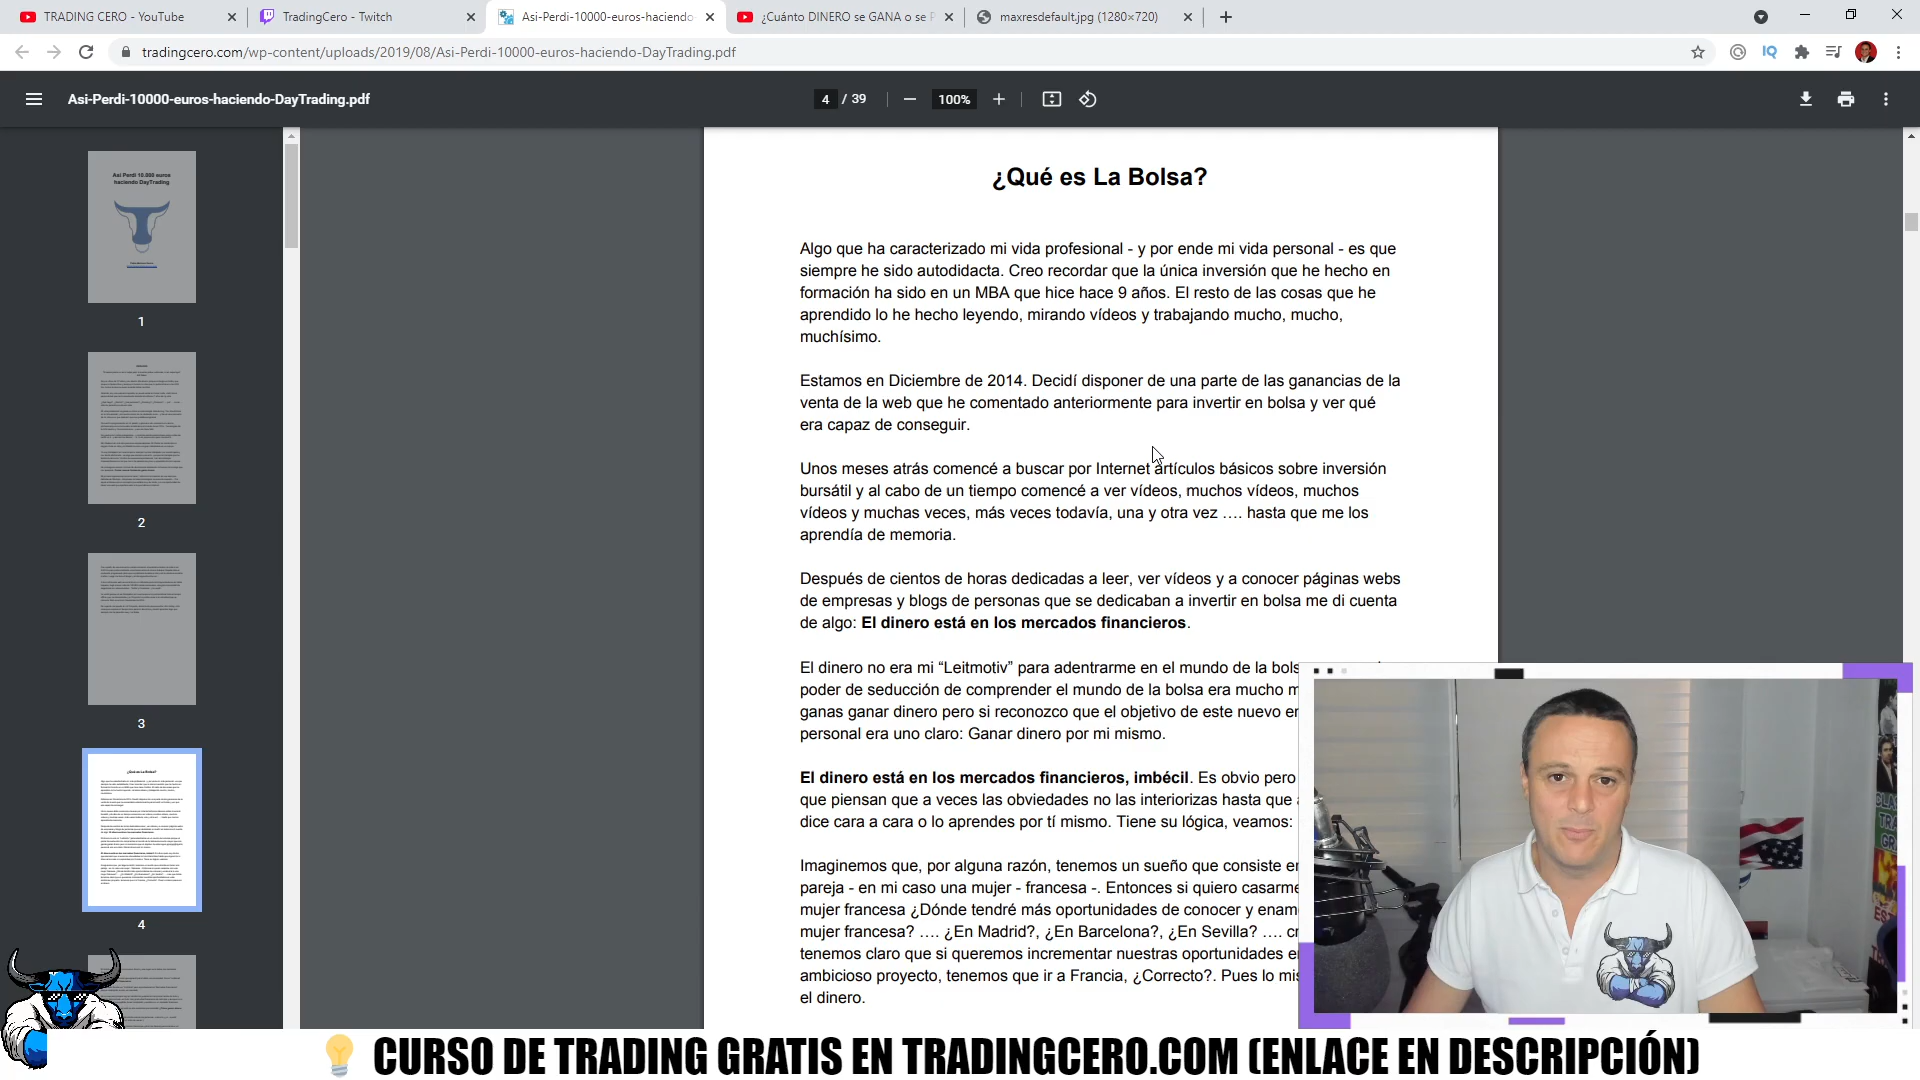 TRADING CERO - YouTube
TradingCero - Twitch
Asi-Perdi-10000-euros-haciendo
¿Cuánto DINERO se GANA o se P
maxresdefault.jpg (1280×720)
tradingcero.com/wp-content/uploads/2019/08/Asi-Perdi-10000-euros-haciendo-DayTrading.pdf
IQ
Asi-Perdi-10000-euros-haciendo-DayTrading.pdf
4 / 39
100%
Asi Perdi 10.000 euros
haciendo DayTrading
1
2
3
¿Qué es La Bolsa?
4
¿Qué es La Bolsa?
Algo que ha caracterizado mi vida profesional - y por ende mi vida personal - es que
siempre he sido autodidacta. Creo recordar que la única inversión que he hecho en
formación ha sido en un MBA que hice hace 9 años. El resto de las cosas que he
aprendido lo he hecho leyendo, mirando vídeos y trabajando mucho, mucho,
muchísimo.
Estamos en Diciembre de 2014. Decidí disponer de una parte de las ganancias de la
venta de la web que he comentado anteriormente para invertir en bolsa y ver qué
era capaz de conseguir.
Unos meses atrás comencé a buscar por Internet artículos básicos sobre inversión
bursátil y al cabo de un tiempo comencé a ver vídeos, muchos vídeos, muchos
vídeos y muchas veces, más veces todavía, una y otra vez …. hasta que me los
aprendía de memoria.
Después de cientos de horas dedicadas a leer, ver vídeos y a conocer páginas webs
de empresas y blogs de personas que se dedicaban a invertir en bolsa me di cuenta
de algo: El dinero está en los mercados financieros.
El dinero no era mi “Leitmotiv” para adentrarme en el mundo de la bols
poder de seducción de comprender el mundo de la bolsa era mucho m
ganas ganar dinero pero si reconozco que el objetivo de este nuevo
personal era uno claro: Ganar dinero por mi mismo.
El dinero está en los mercados financieros, imbécil. Es obvio pero
que piensan que a veces las obviedades no las interiorizas hasta que
dice cara a cara o lo aprendes por tí mismo. Tiene su lógica, veamos:
Imaginemos que, por alguna razón, tenemos un sueño que consiste
pareja - en mi caso una mujer - francesa -. Entonces si quiero casarme
mujer francesa ¿Dónde tendré más oportunidades de conocer y enam
mujer francesa? …. ¿En Madrid?, ¿En Barcelona?, ¿En Sevilla? ….
tenemos claro que si queremos incrementar nuestras oportunidades
ambicioso proyecto, tenemos que ir a Francia, ¿Correcto?. Pues lo mis
el dinero.
CURSO DE TRADING GRATIS EN TRADINGCERO.COM (ENLACE EN DESCRIPCIÓN)